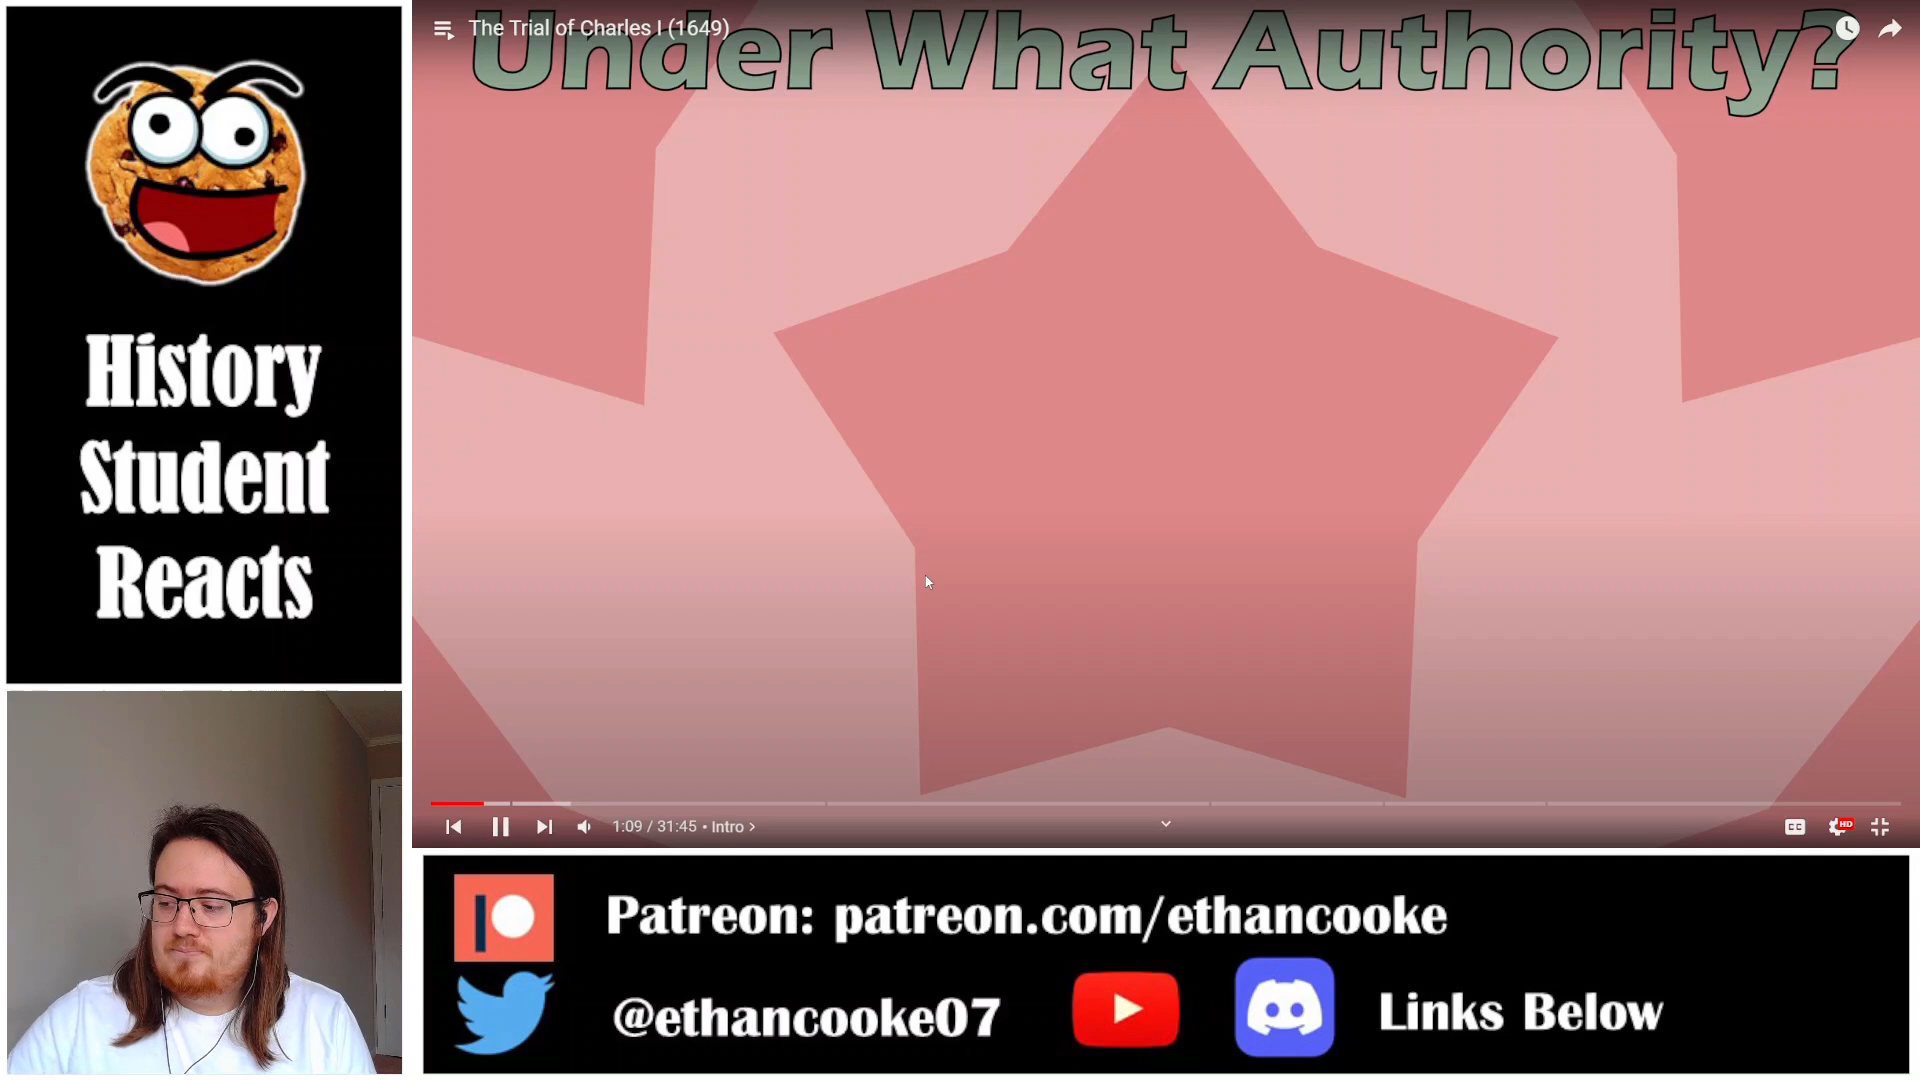 History
Student
Reacts
The Trial of Charles I (1649)
Under What Authority?
1:09 / 31:45 • Intro >
CC
HD
Patreon: patreon.com/ethancooke
@ethancooke07
Links Below